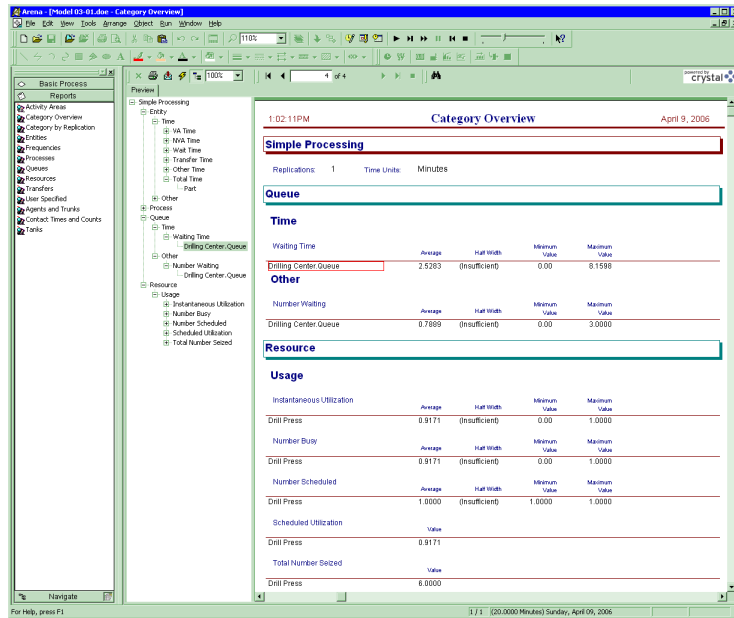 Arena - [Model 03-01.doe - Category Overview]
File Edit View Tools Arrange Object Run Window Help
110%
Basic Process
Reports
Activity Areas
Category Overview
Category by Replication
Entities
Frequencies
Processes
Queues
Resources
Transfers
User Specified
Agents and Trunks
Contact Times and Counts
Tanks
Navigate
100%
4 of 4
powered by
crystal
Preview
Simple Processing
Entity
Time
VA Time
NVA Time
Wait Time
Transfer Time
Other Time
Total Time
Part
Other
Process
Queue
Time
Waiting Time
Drilling Center.Queue
Other
Number Waiting
Drilling Center.Queue
Resource
Usage
Instantaneous Utilization
Number Busy
Number Scheduled
Scheduled Utilization
Total Number Seized
1:02:11PM Category Overview April 9, 2006
Simple Processing
Replications: 1 Time Units: Minutes
Queue
Time
Waiting Time Average Half Width Minimum Value Maximum Value
Drilling Center.Queue 2.5283 (Insufficient) 0.00 8.1598
Other
Number Waiting Average Half Width Minimum Value Maximum Value
Drilling Center.Queue 0.7889 (Insufficient) 0.00 3.0000
Resource
Usage
Instantaneous Utilization Average Half Width Minimum Value Maximum Value
Drill Press 0.9171 (Insufficient) 0.00 1.0000
Number Busy Average Half Width Minimum Value Maximum Value
Drill Press 0.9171 (Insufficient) 0.00 1.0000
Number Scheduled Average Half Width Minimum Value Maximum Value
Drill Press 1.0000 (Insufficient) 1.0000 1.0000
Scheduled Utilization Value
Drill Press 0.9171
Total Number Seized Value
Drill Press 6.0000
For Help, press F1 1 / 1 (20.0000 Minutes) Sunday, April 09, 2006